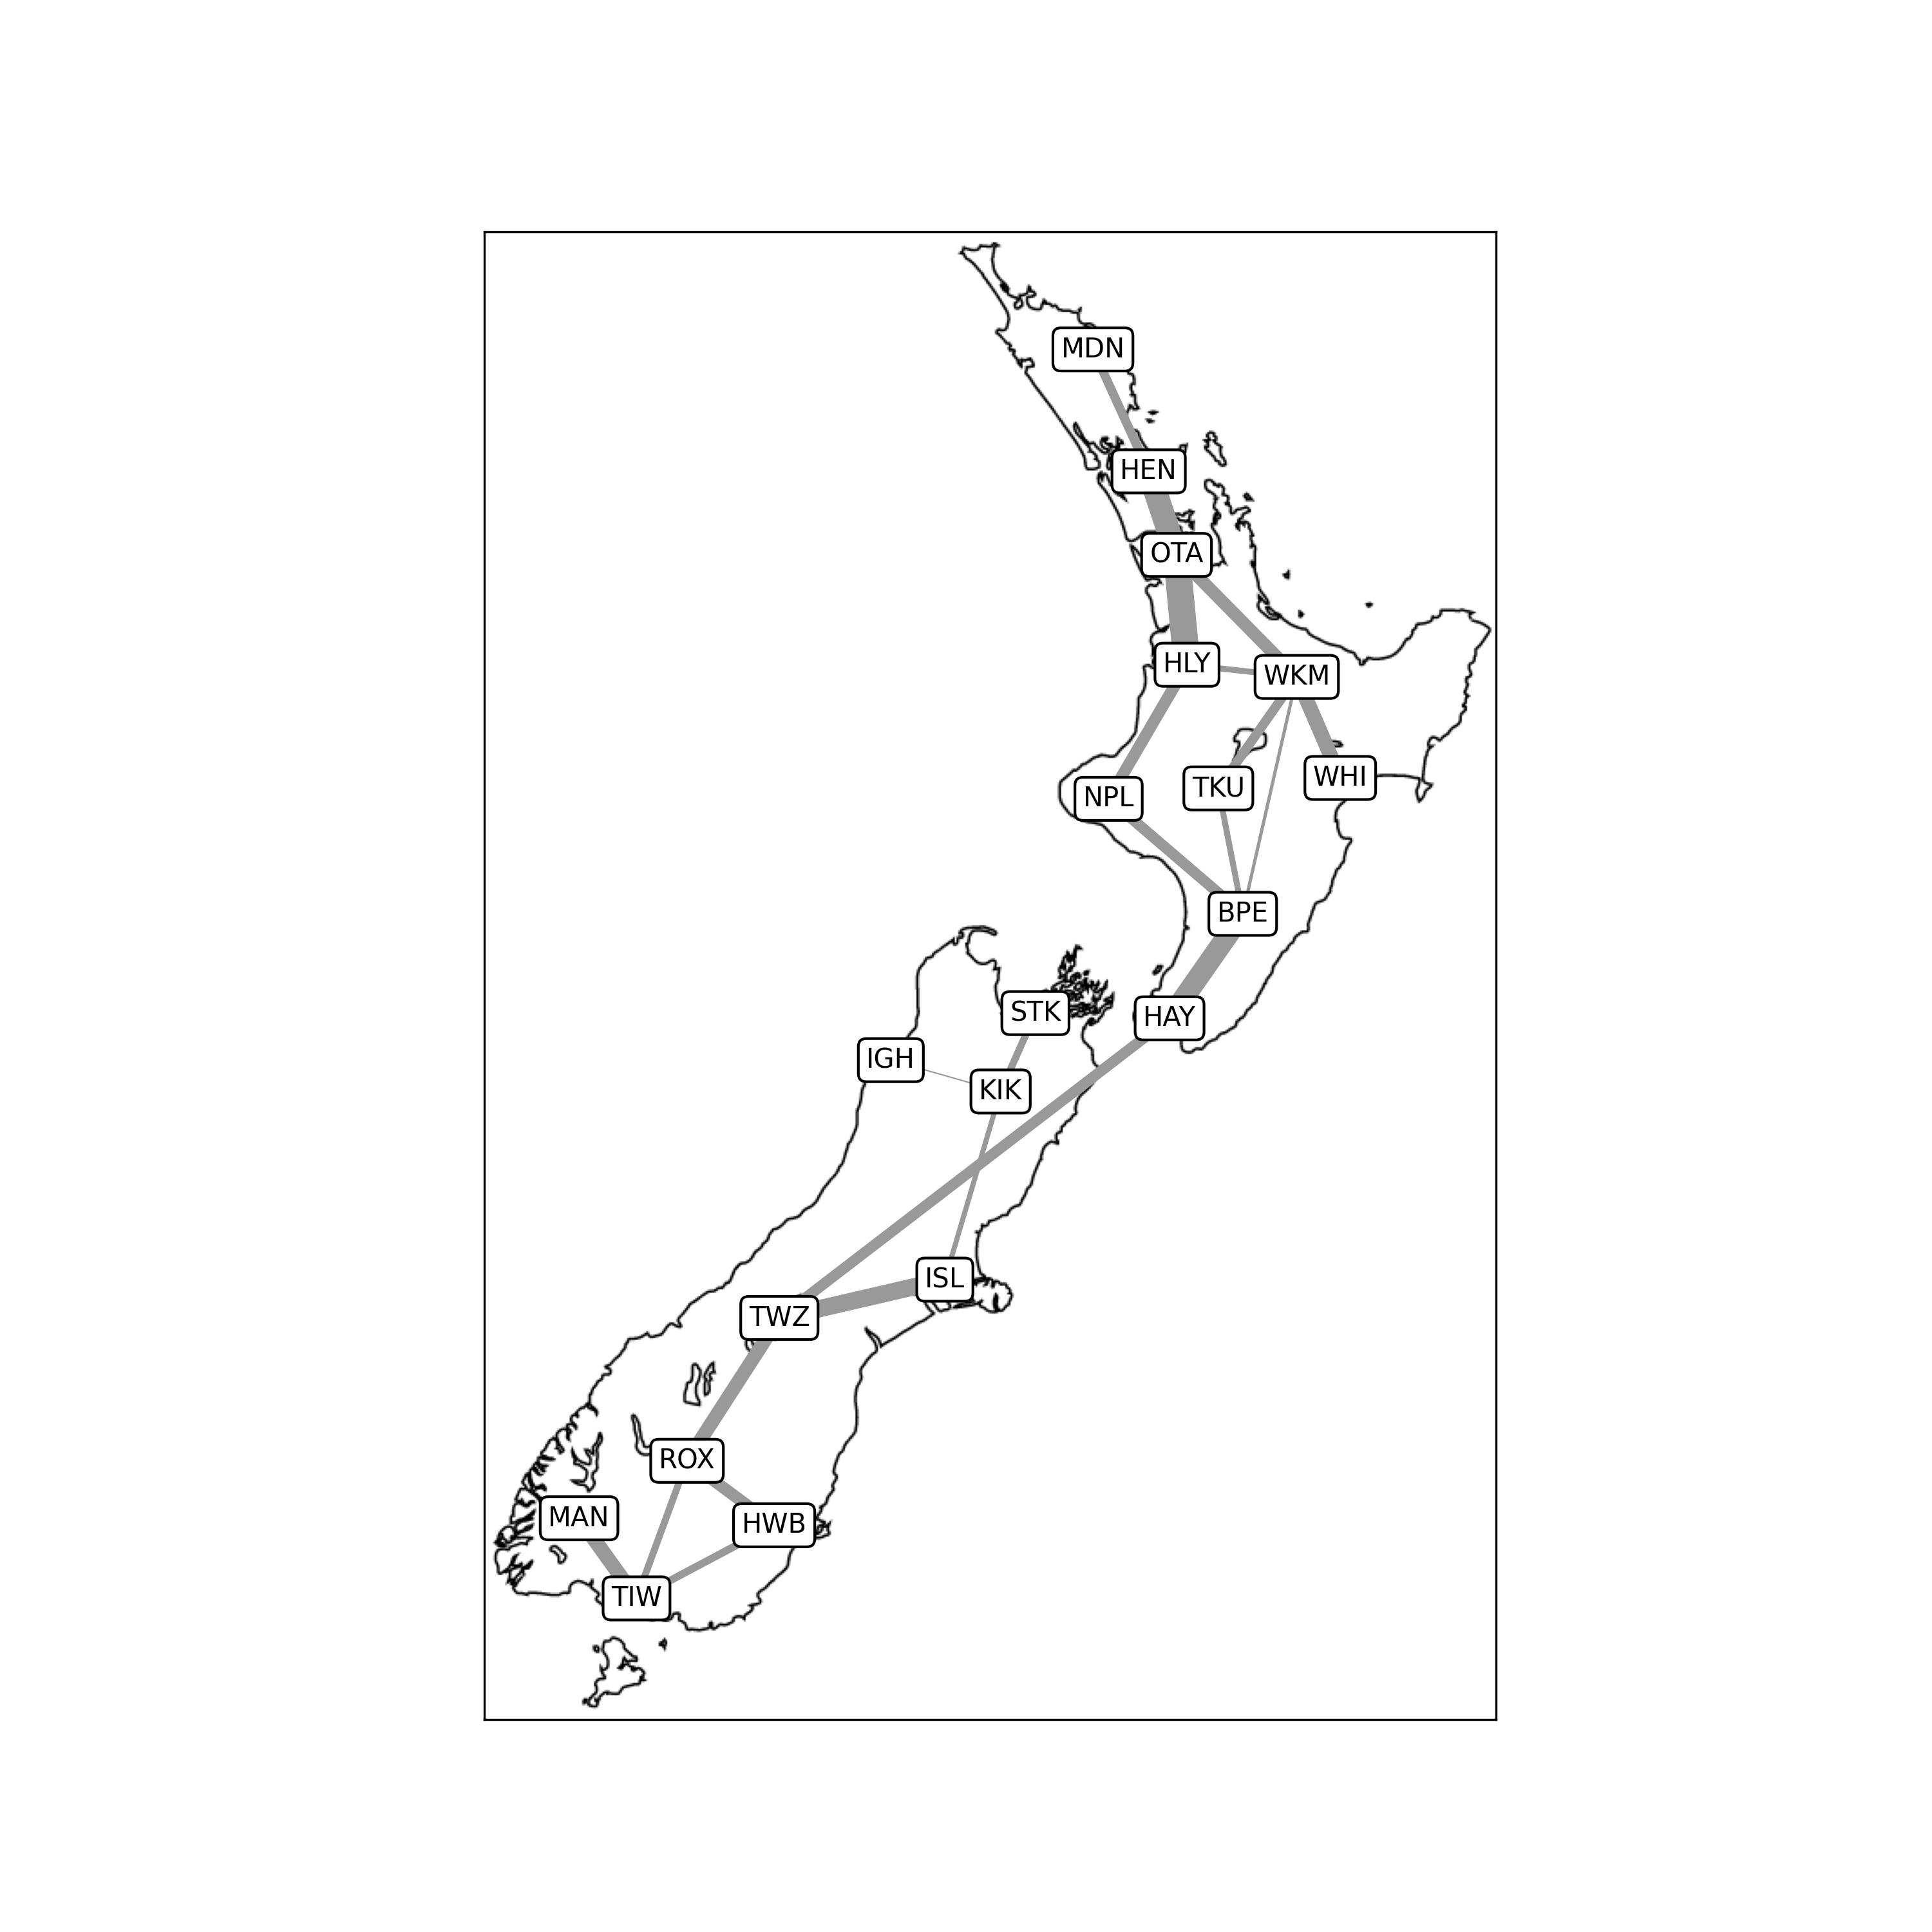 MDN
HEN
OTA
HLY
WKM
NPL
TKU
WHI
BPE
STK
HAY
IGH
KIK
ISL
TWZ
ROX
MAN
HWB
TIW